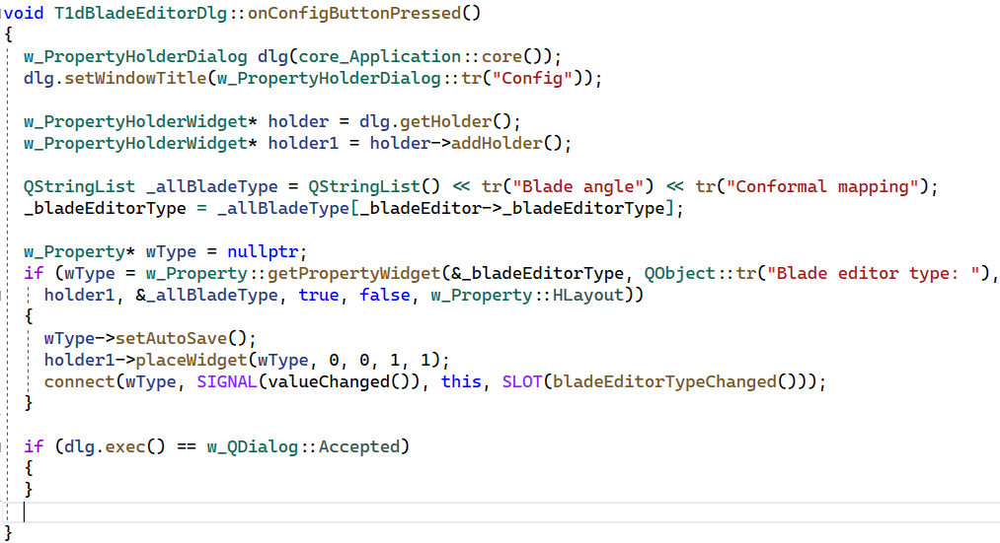 void T1dBladeEditorDlg::onConfigButtonPressed()
{
w_PropertyHolderDialog dlg(core_Application::core());
dlg.setWindowTitle(w_PropertyHolderDialog::tr("Config"));
w_PropertyHolderWidget* holder = dlg.getHolder();
w_PropertyHolderWidget* holder1 = holder->addHolder();
QStringList _allBladeType = QStringList() << tr("Blade angle") << tr("Conformal mapping");
_bladeEditorType = _allBladeType[_bladeEditor->_bladeEditorType];
w_Property* wType = nullptr;
if (wType = w_Property::getPropertyWidget(&_bladeEditorType, QObject::tr("Blade editor type: "),
holder1, &_allBladeType, true, false, w_Property::HLayout))
{
wType->setAutoSave();
holder1->placeWidget(wType, 0, 0, 1, 1);
connect(wType, SIGNAL(valueChanged()), this, SLOT(bladeEditorTypeChanged()));
}
if (dlg.exec() == w_QDialog::Accepted)
{
}
}